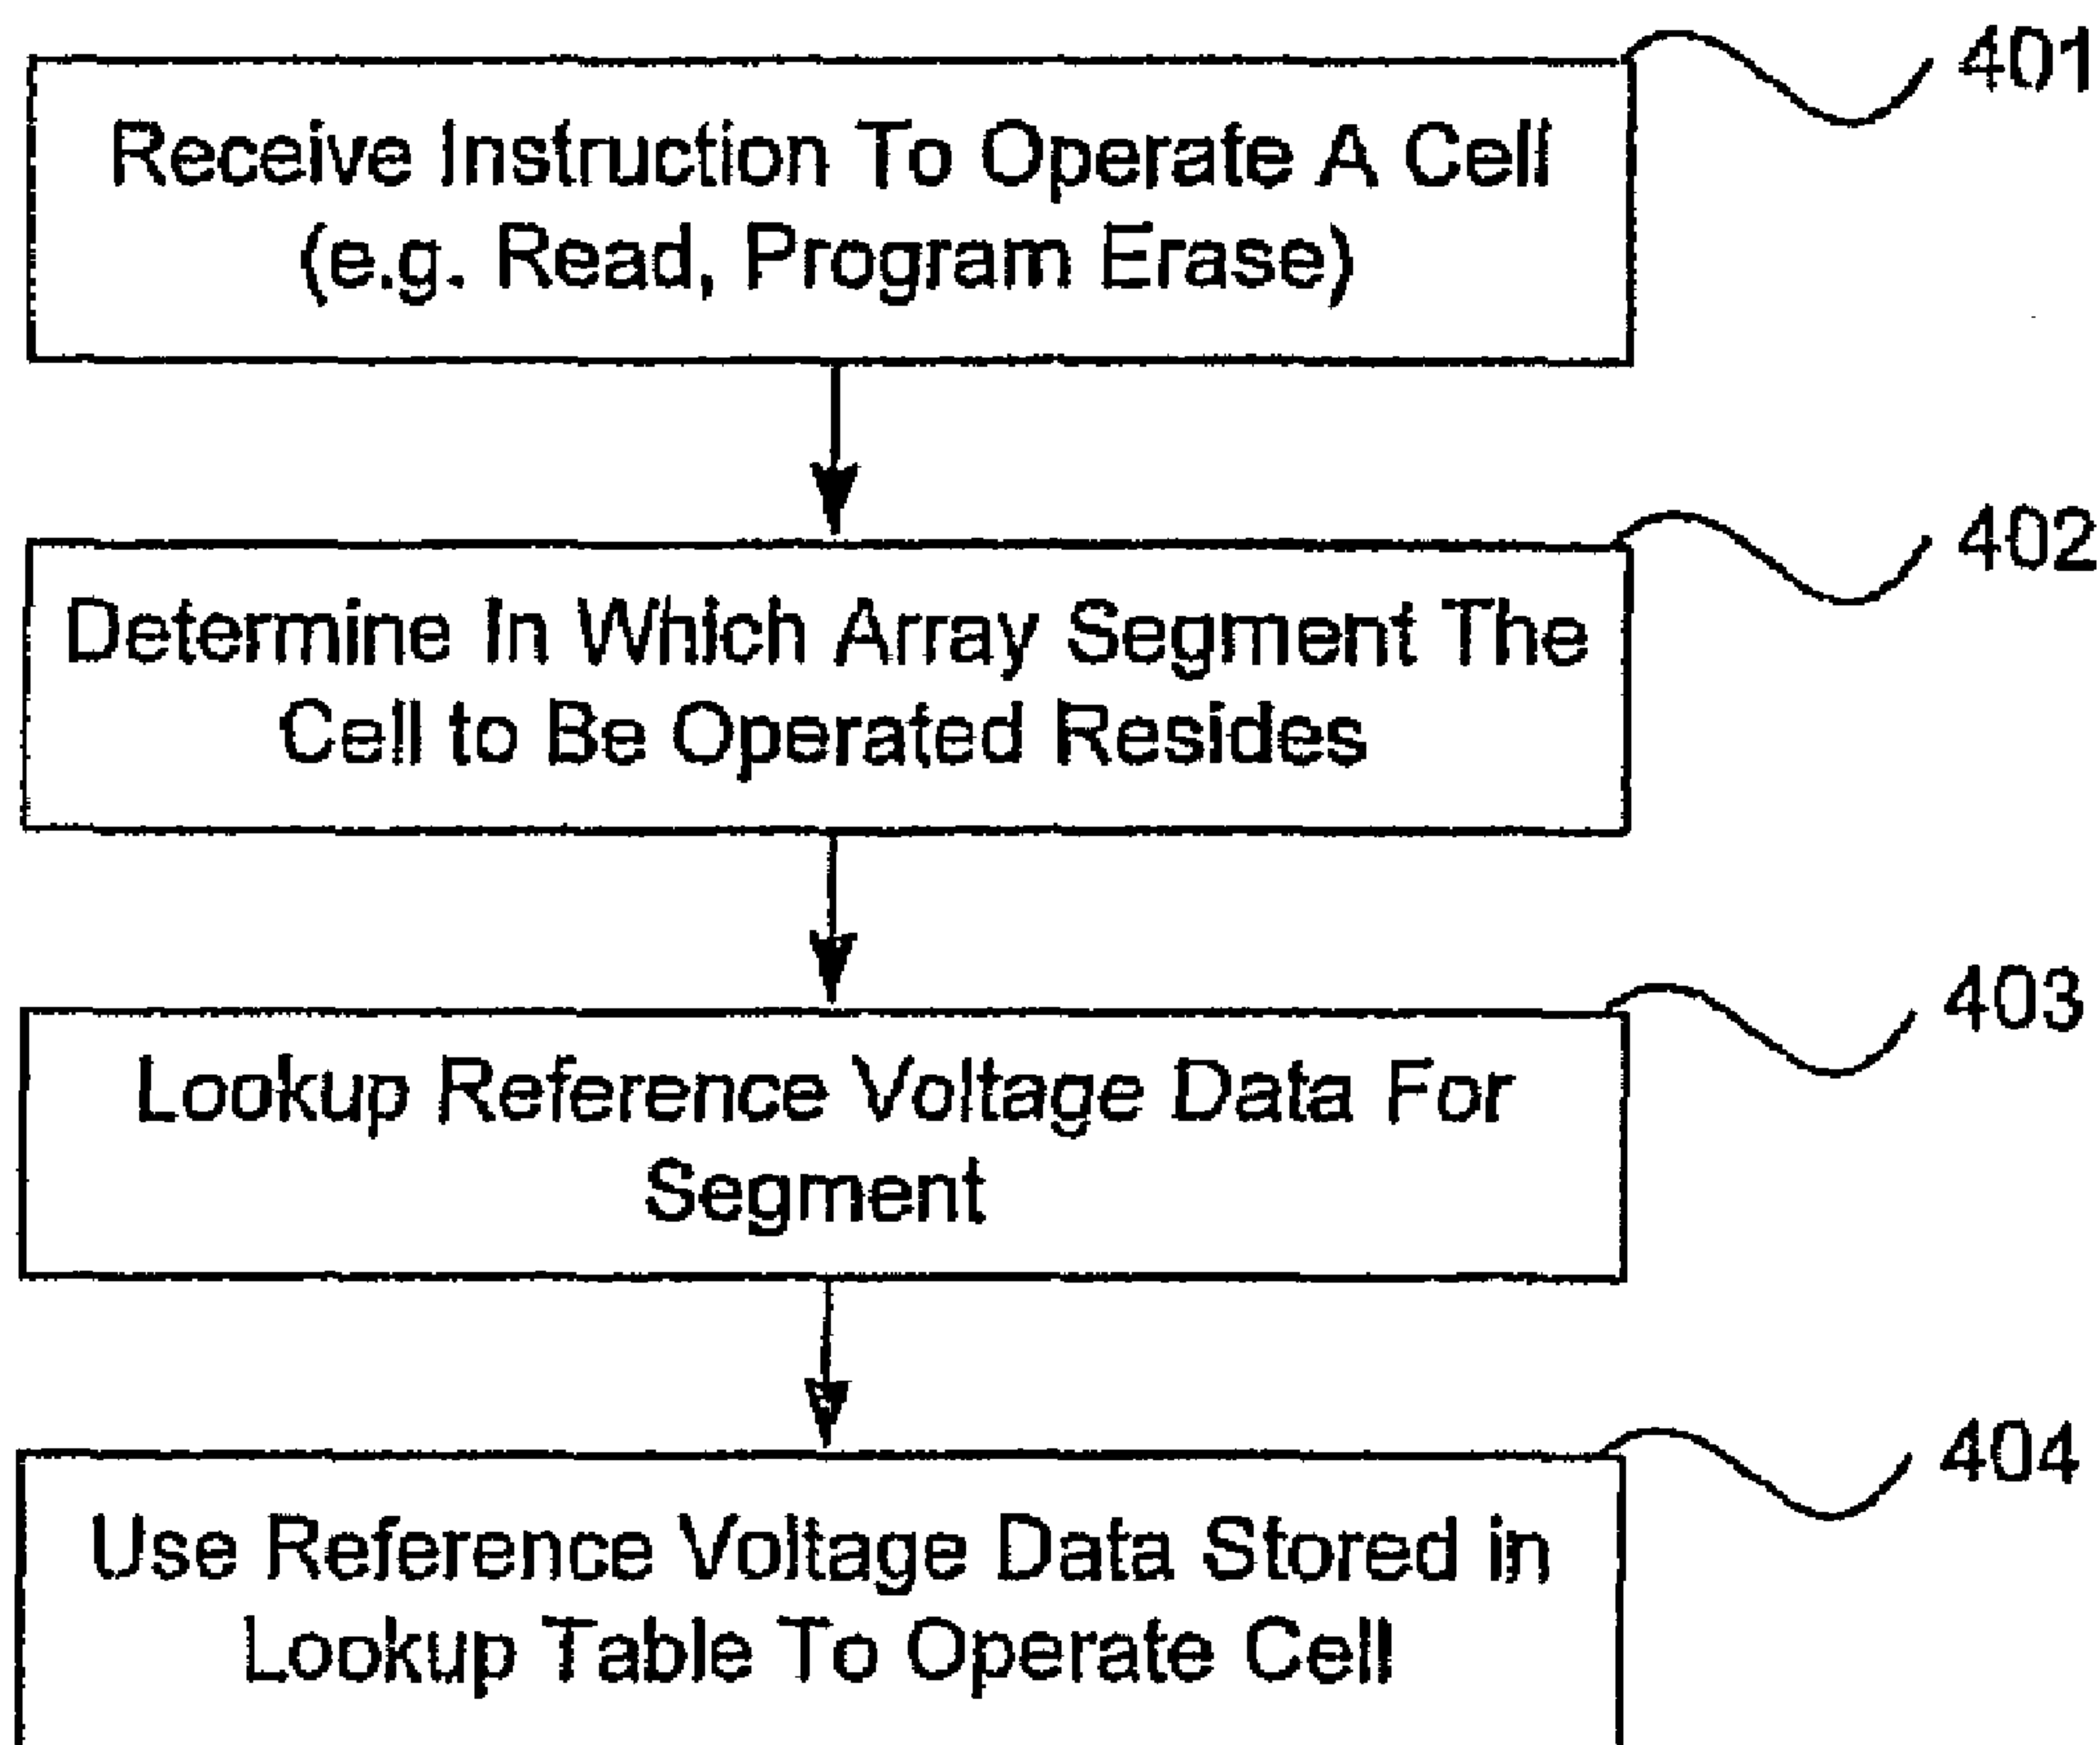 401
Receive Instruction To Operate A Cell
(e.g. Read, Program Erase)
402
Determine In Which Array Segment The
Cell to Be Operated Resides
403
Lookup Reference Voltage Data For
Segment
404
Use Reference Voltage Data Stored in
Lookup Table To Operate Cell